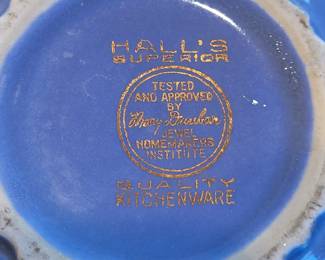 HALL'S
SUPERIOR
TESTED
AND APPROVED
BY
Mary Dunbar
JEWEL
HOMEMAKERS
INSTITUTE
QUALITY
KITCHENWARE